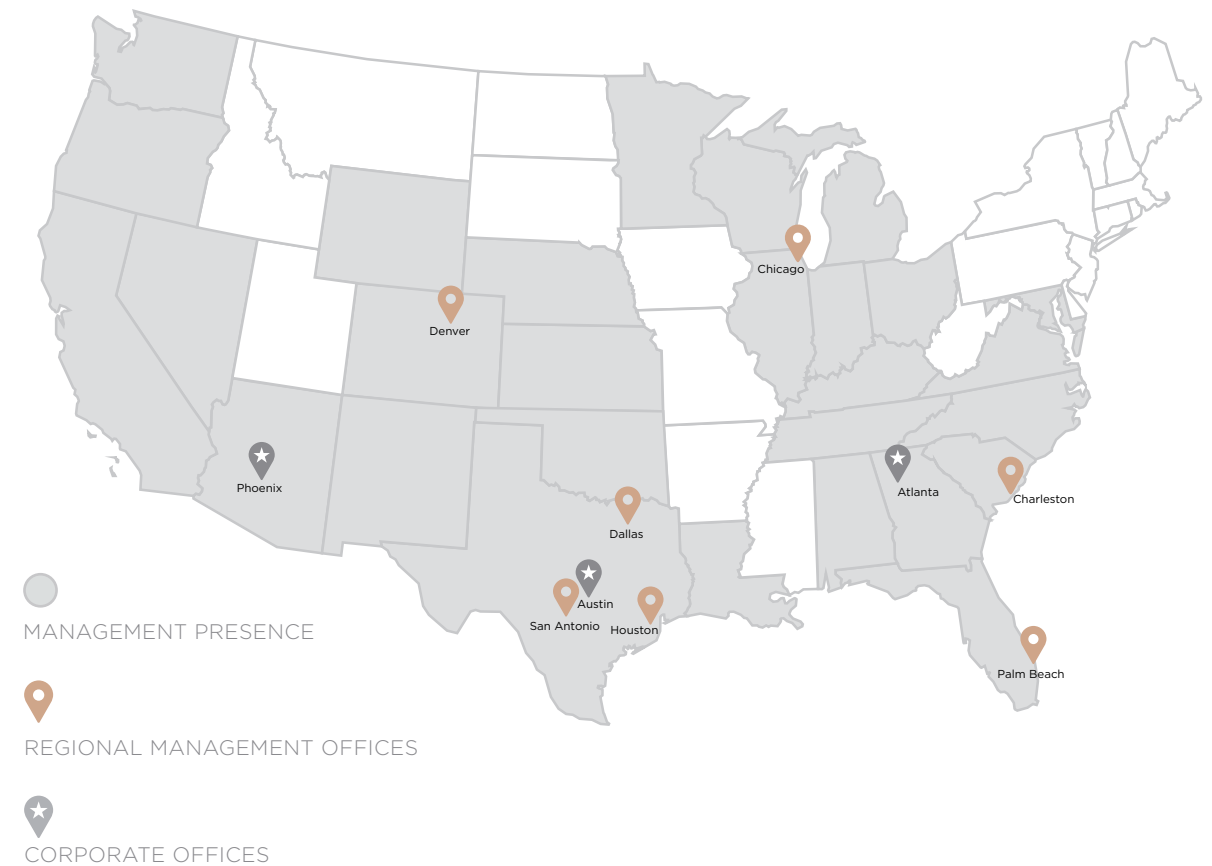 Chicago
Denver
Phoenix
Atlanta
Charleston
Dallas
Austin
San Antonio
Houston
Palm Beach
MANAGEMENT PRESENCE
REGIONAL MANAGEMENT OFFICES
CORPORATE OFFICES